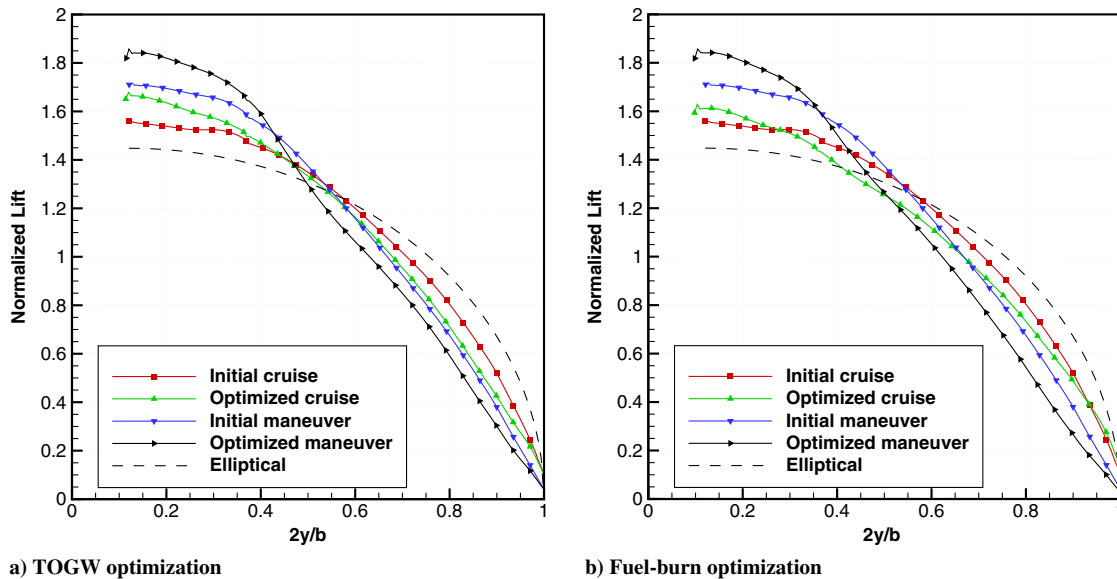 2
1.8
1.6
1.4
1.2
1
0.8
0.6
0.4
0.2
0
Normalized Lift
Initial cruise
Optimized cruise
Initial maneuver
Optimized maneuver
Elliptical
0 0.2 0.4 0.6 0.8 1
2y/b
a) TOGW optimization
2
1.8
1.6
1.4
1.2
1
0.8
0.6
0.4
0.2
0
Normalized Lift
Initial cruise
Optimized cruise
Initial maneuver
Optimized maneuver
Elliptical
0 0.2 0.4 0.6 0.8 1
2y/b
b) Fuel-burn optimization